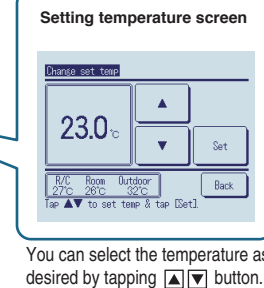 Setting temperature screen
Change set temp
▲
23.0°C
▼
Set
R/C Room Outdoor
27°C 26°C 32°C
Back
Tap ▲▼ to set temp & tap [Set].
You can select the temperature as
desired by tapping ▲ ▼ button.